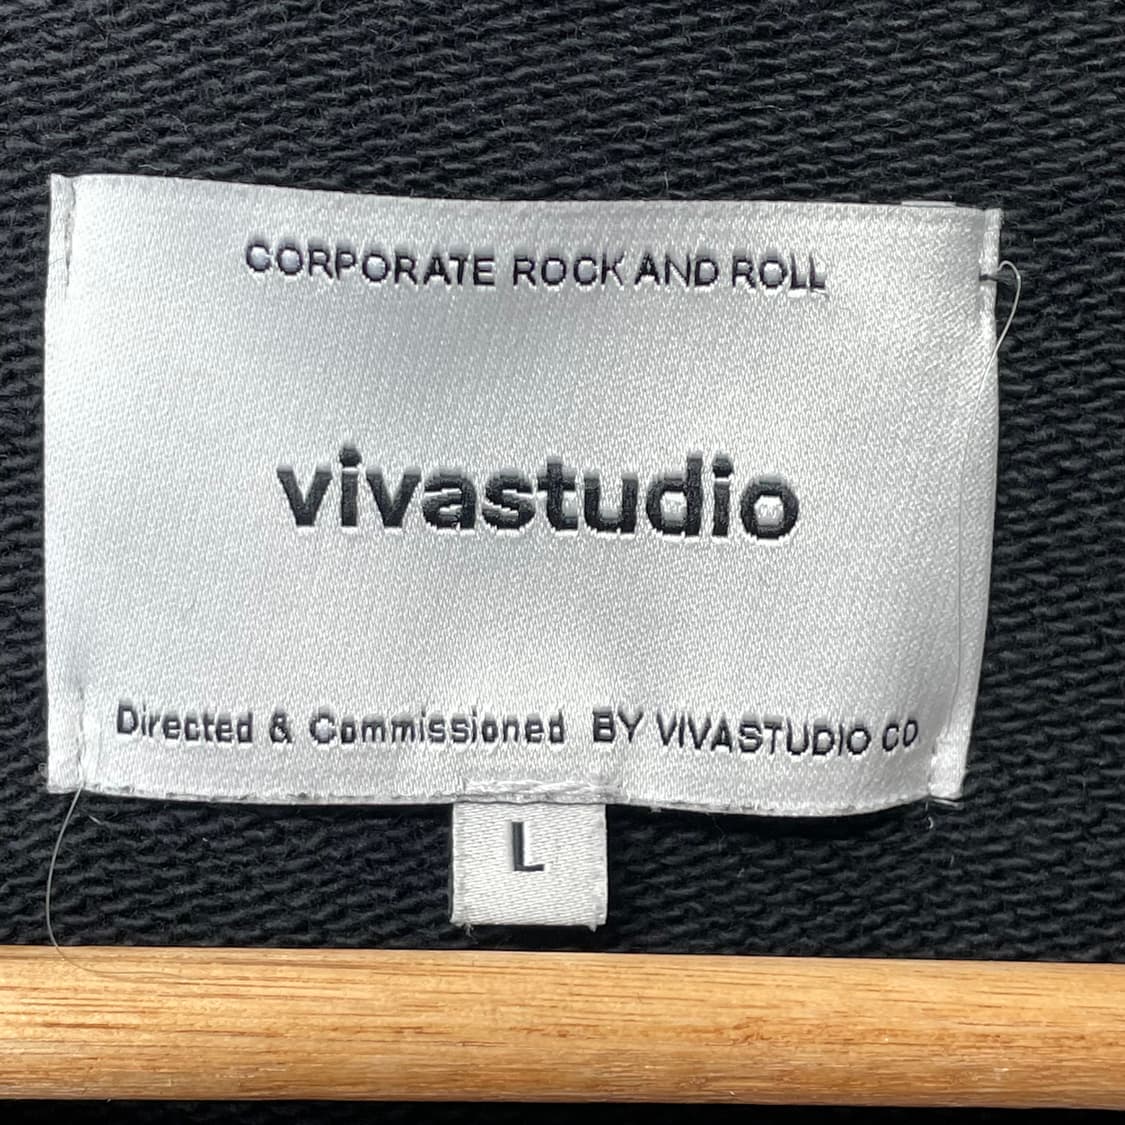 CORPORATE ROCK AND ROLL
vivastudio
Directed & Commissioned BY VIVASTUDIO CO.
L